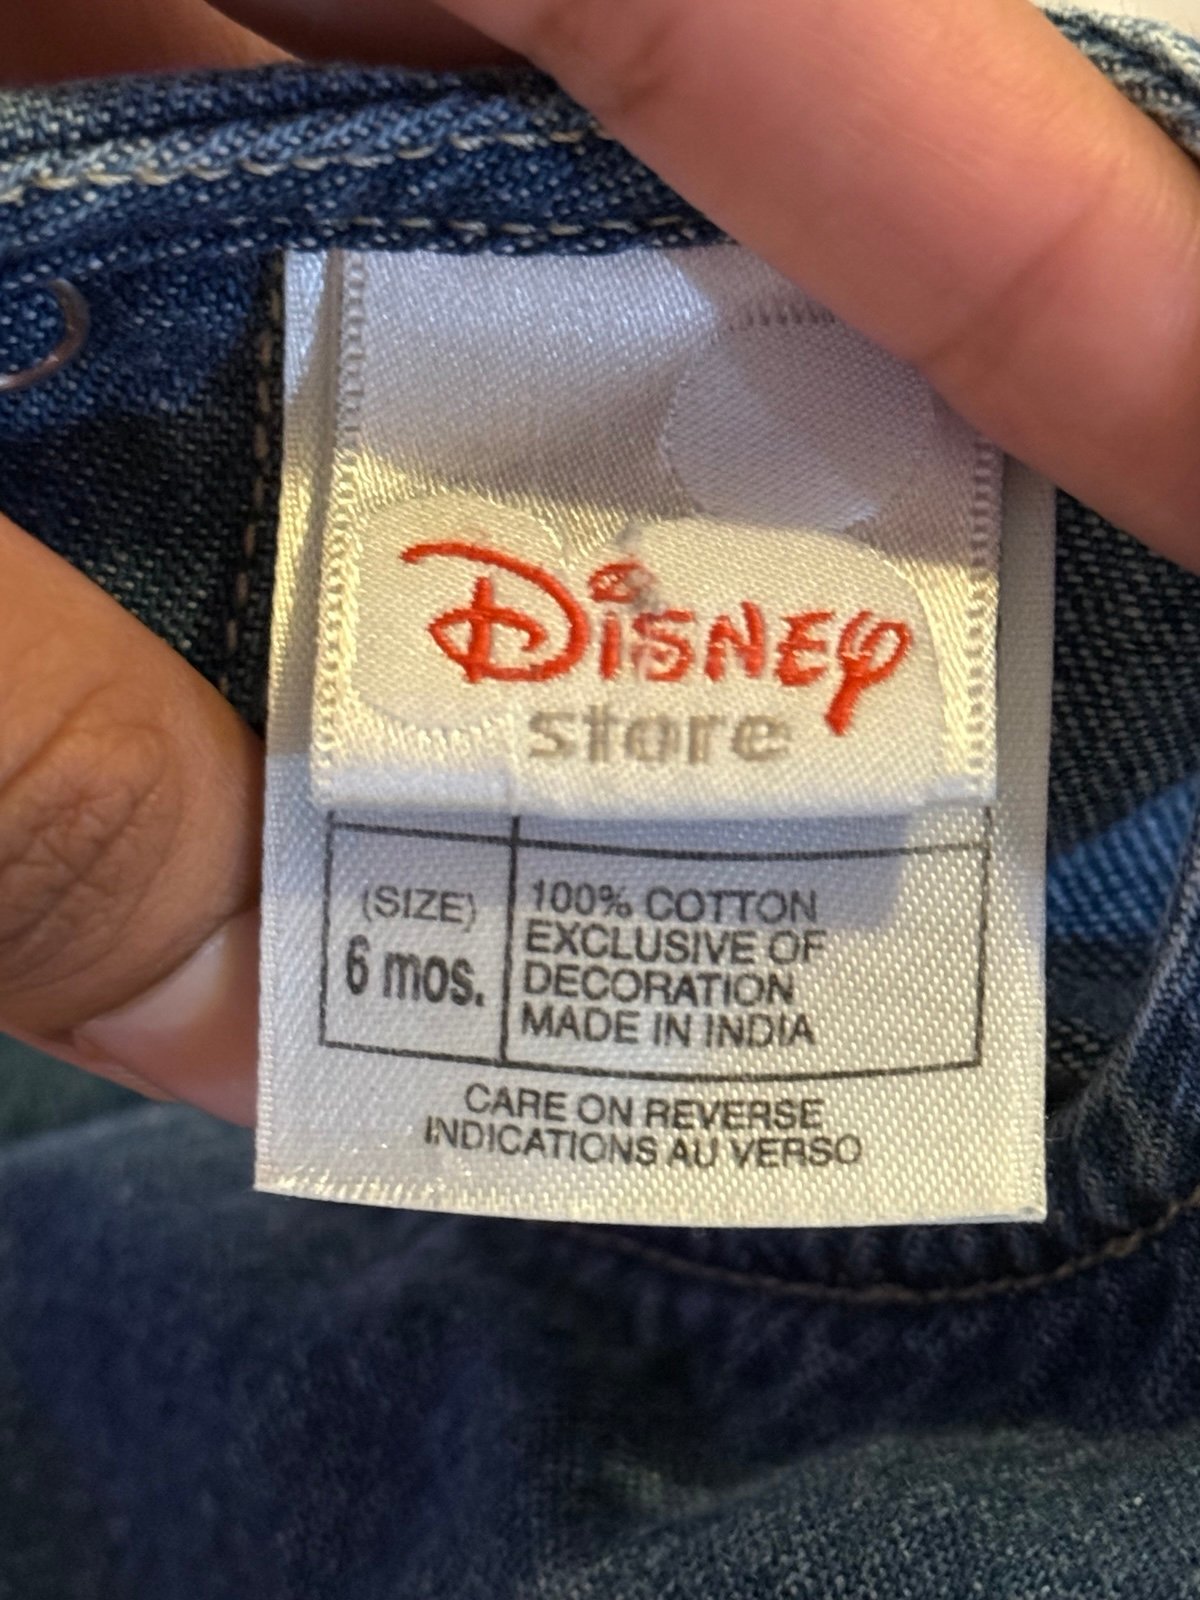 Disney
store
(SIZE)
6 mos.
100% COTTON
EXCLUSIVE OF
DECORATION
MADE IN INDIA
CARE ON REVERSE
INDICATIONS AU VERSO